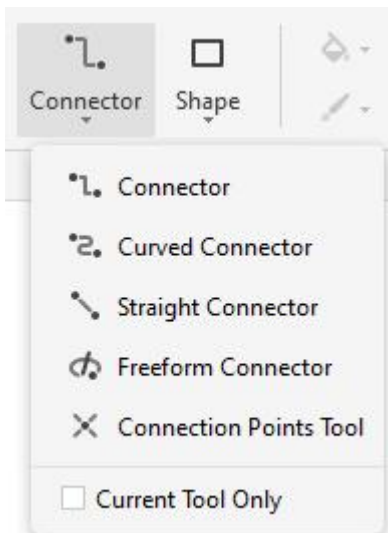 Connector Shape
Connector
Curved Connector
Straight Connector
Freeform Connector
Connection Points Tool
Current Tool Only